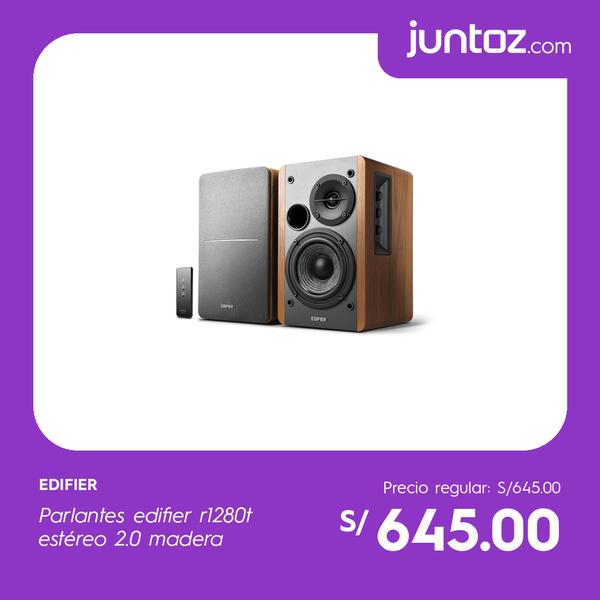 juntoz.com
EDIFIER
EDIFIER
EDIFIER
Parlantes edifier r1280t
estéreo 2.0 madera
Precio regular: S/645.00
S/ 645.00